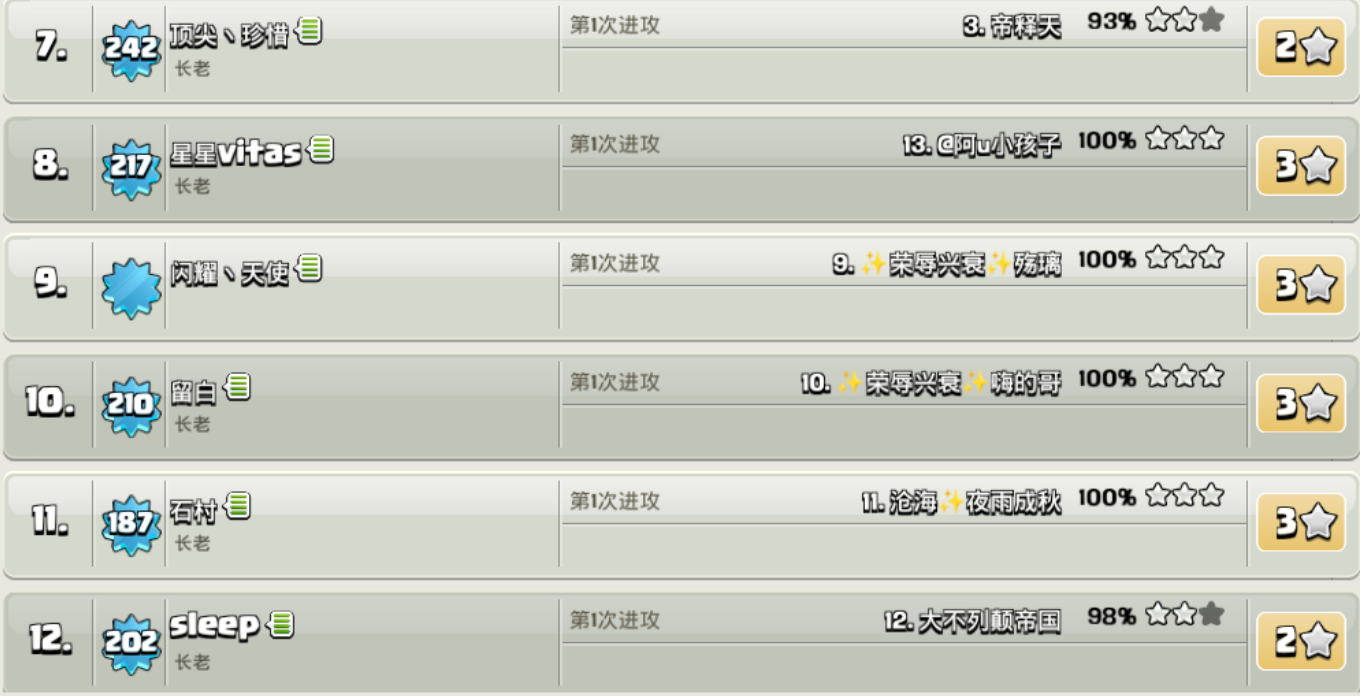 7. 242 顶尖丶珍惜 第1次进攻 3. 帝释天 93% 2
长老
8. 217 星星vitas 第1次进攻 13. @阿u小孩子 100% 3
长老
9. 闪耀丶天使 第1次进攻 9. ✨荣辱兴衰✨殇璃 100% 3
10. 210 留白 第1次进攻 10. ✨荣辱兴衰✨嗨的哥 100% 3
长老
11. 187 石村 第1次进攻 11. 沧海✨夜雨成秋 100% 3
长老
12. 202 sleep 第1次进攻 12. 大不列颠帝国 98% 2
长老